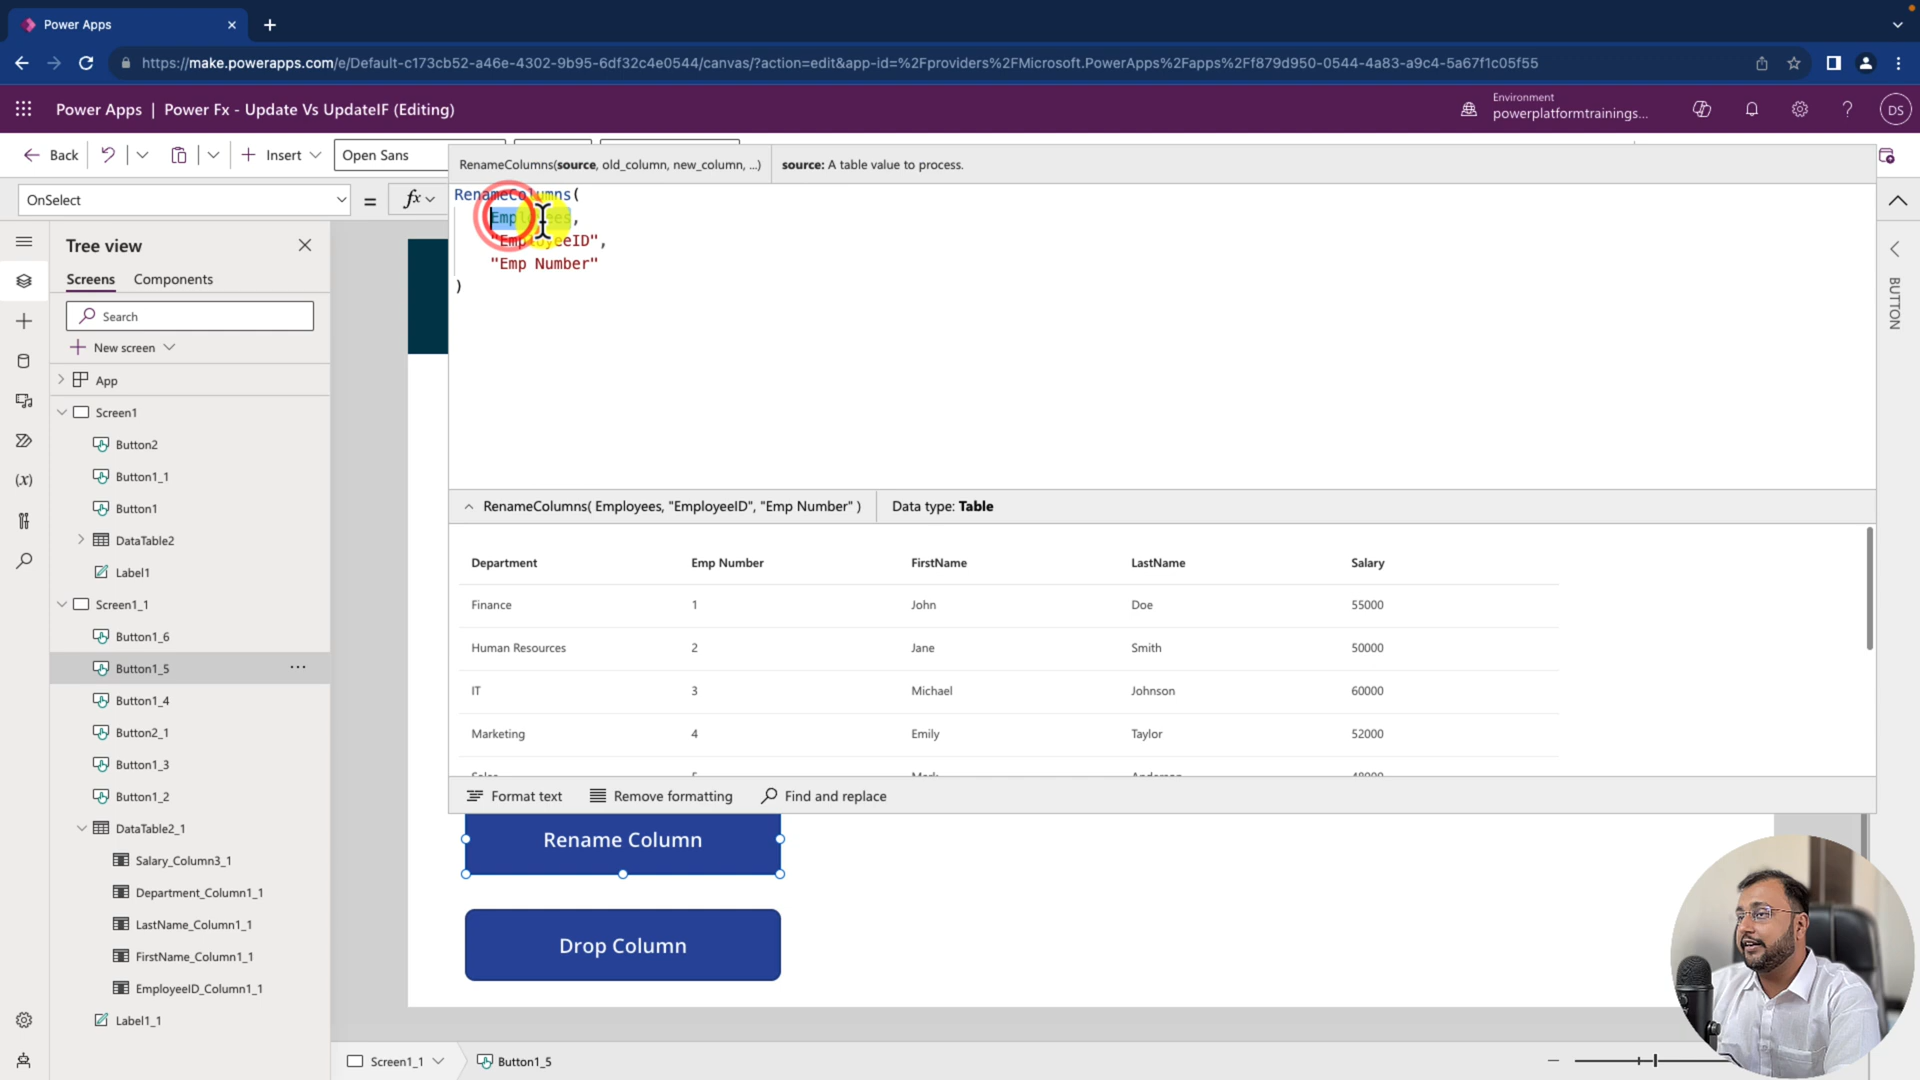 Power Apps
https://make.powerapps.com/e/Default-c173cb52-a46e-4302-9b95-6df32c4e0544/canvas/?action=edit&app-id=%2Fproviders%2FMicrosoft.PowerApps%2Fapps%2Ff879d950-0544-4a83-a9c4-5a67f1c05f55
Power Apps | Power Fx - Update Vs UpdateIF (Editing)
Environment
powerplatformtrainings...
DS
Back
Insert
Open Sans
RenameColumns(source, old_column, new_column, ...)
source: A table value to process.
OnSelect
=
fx
RenameColumns(
Employees,
"EmployeeID",
"Emp Number"
)
BUTTON
Tree view
Screens
Components
Search
New screen
App
Screen1
Button2
Button1_1
Button1
DataTable2
Label1
Screen1_1
Button1_6
Button1_5
Button1_4
Button2_1
Button1_3
Button1_2
DataTable2_1
Salary_Column3_1
Department_Column1_1
LastName_Column1_1
FirstName_Column1_1
EmployeeID_Column1_1
Label1_1
RenameColumns( Employees, "EmployeeID", "Emp Number" )
Data type: Table
Department Emp Number FirstName LastName Salary
Finance 1 John Doe 55000
Human Resources 2 Jane Smith 50000
IT 3 Michael Johnson 60000
Marketing 4 Emily Taylor 52000
Format text
Remove formatting
Find and replace
Rename Column
Drop Column
Screen1_1
Button1_5